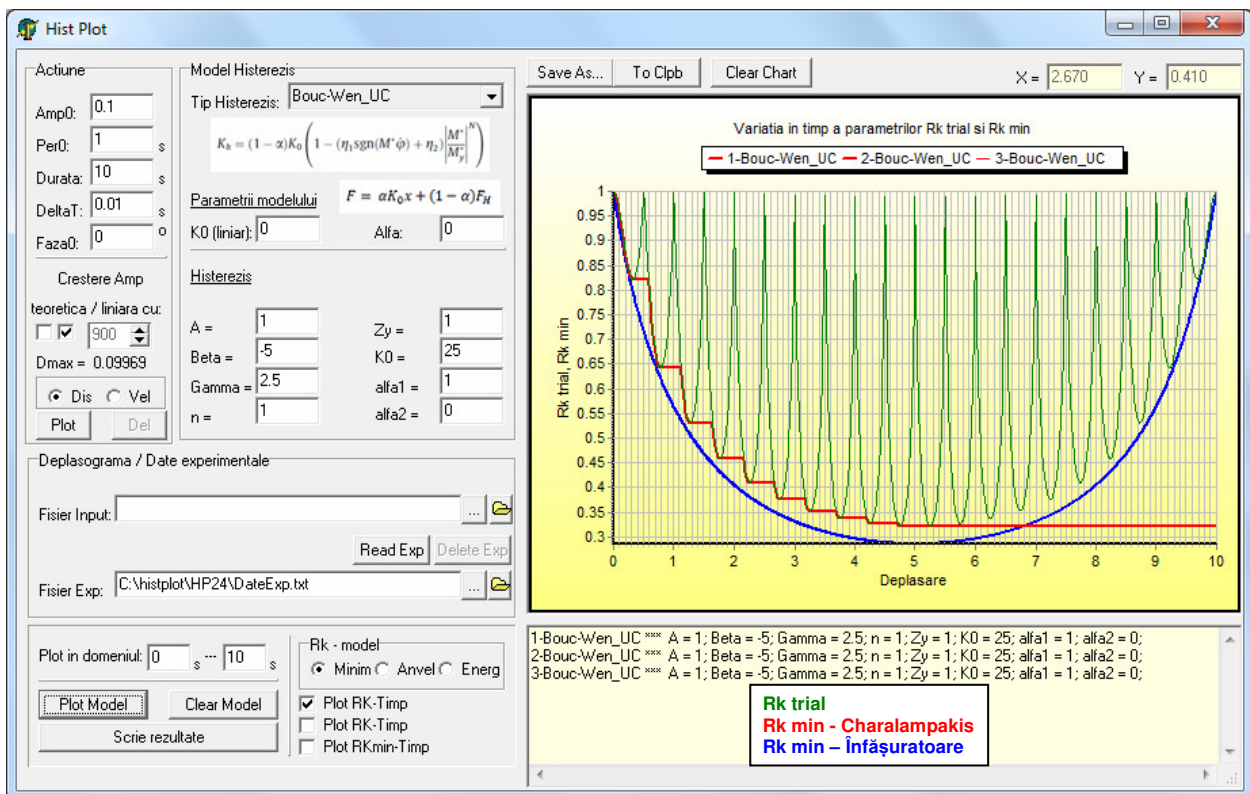 Hist Plot
Actiune
Amp0: 0.1
Per0: 1 s
Durata: 10 s
DeltaT: 0.01 s
Faza0: 0 o
Crestere Amp
teoretica / liniara cu:
900
Dmax = 0.09969
Dis Vel
Plot Del
Model Histerezis
Tip Histerezis: Bouc-Wen_UC
K_h = (1 − α)K_0 (1 − (η_1 sgn(M*φ̇) + η_2) |M*/M*_y|^N)
Parametrii modelului
F = αK_0x + (1 − α)F_H
K0 (liniar): 0 Alfa: 0
Histerezis
A = 1 Zy = 1
Beta = -5 K0 = 25
Gamma = 2.5 alfa1 = 1
n = 1 alfa2 = 0
Deplasograma / Date experimentale
Fisier Input: ...
Read Exp Delete Exp
Fisier Exp: C:\histplot\HP24\DateExp.txt ...
Plot in domeniul: 0 s --- 10 s
Plot Model Clear Model
Scrie rezultate
Rk - model
Minim Anvel Energ
Plot RK-Timp
Plot RK-Timp
Plot RKmin-Timp
Save As... To Clpb Clear Chart X = 2.670 Y = 0.410
Variatia in timp a parametrilor Rk trial si Rk min
1-Bouc-Wen_UC 2-Bouc-Wen_UC 3-Bouc-Wen_UC
Rk trial, Rk min
1
0.95
0.9
0.85
0.8
0.75
0.7
0.65
0.6
0.55
0.5
0.45
0.4
0.35
0.3
0 1 2 3 4 5 6 7 8 9 10
Deplasare
1-Bouc-Wen_UC *** A = 1; Beta = -5; Gamma = 2.5; n = 1; Zy = 1; K0 = 25; alfa1 = 1; alfa2 = 0;
2-Bouc-Wen_UC *** A = 1; Beta = -5; Gamma = 2.5; n = 1; Zy = 1; K0 = 25; alfa1 = 1; alfa2 = 0;
3-Bouc-Wen_UC *** A = 1; Beta = -5; Gamma = 2.5; n = 1; Zy = 1; K0 = 25; alfa1 = 1; alfa2 = 0;
Rk trial
Rk min - Charalampakis
Rk min – Înfășuratoare